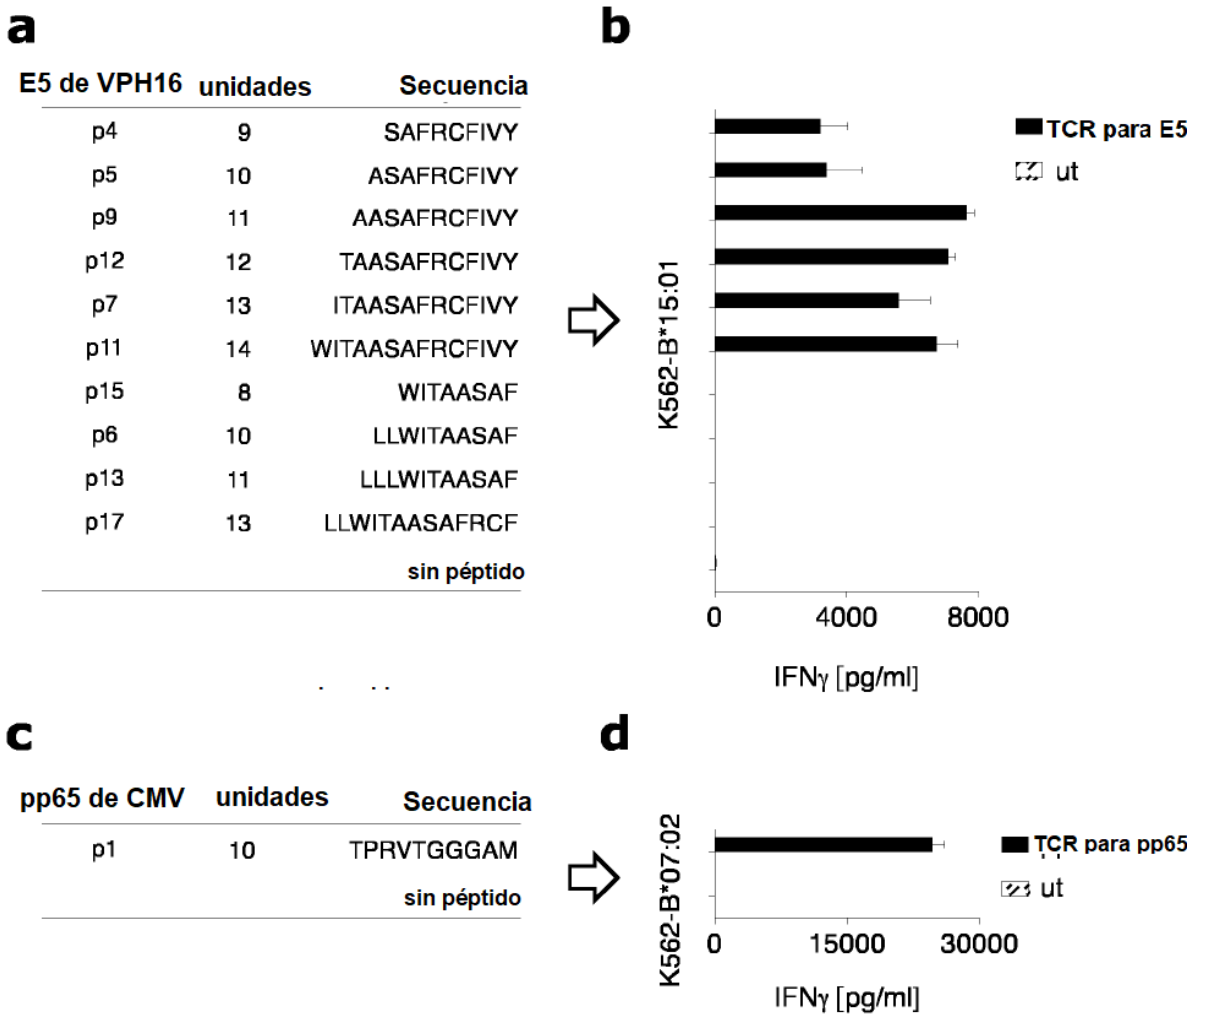 a
E5 de VPH16 unidades Secuencia
p4 9 SAFRCFIVY
p5 10 ASAFRCFIVY
p9 11 AASAFRCFIVY
p12 12 TAASAFRCFIVY
p7 13 ITAASAFRCFIVY
p11 14 WITAASAFRCFIVY
p15 8 WITAASAF
p6 10 LLWITAASAF
p13 11 LLLWITAASAF
p17 13 LLWITAASAFRCF
sin péptido
b
TCR para E5
ut
K562-B*15:01
0 4000 8000
IFNγ [pg/ml]
c
pp65 de CMV unidades Secuencia
p1 10 TPRVTGGGAM
sin péptido
d
TCR para pp65
ut
K562-B*07:02
0 15000 30000
IFNγ [pg/ml]